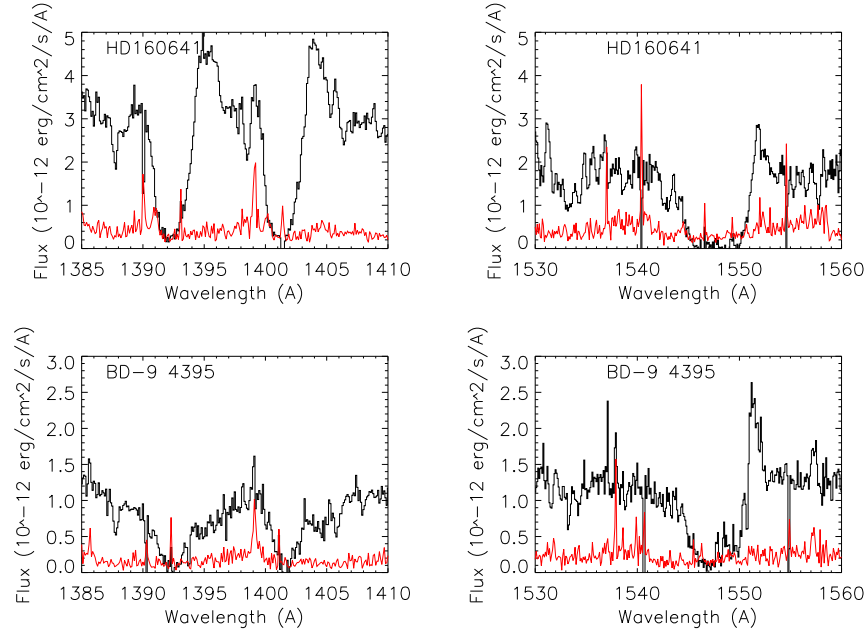 HD160641
5
4
3
2
1
0
Flux (10^-12 erg/cm^2/s/A)
1385 1390 1395 1400 1405 1410
Wavelength (A)
HD160641
5
4
3
2
1
0
Flux (10^-12 erg/cm^2/s/A)
1530 1540 1550 1560
Wavelength (A)
BD-9 4395
3.0
2.5
2.0
1.5
1.0
0.5
0.0
Flux (10^-12 erg/cm^2/s/A)
1385 1390 1395 1400 1405 1410
Wavelength (A)
BD-9 4395
3.0
2.5
2.0
1.5
1.0
0.5
0.0
Flux (10^-12 erg/cm^2/s/A)
1530 1540 1550 1560
Wavelength (A)